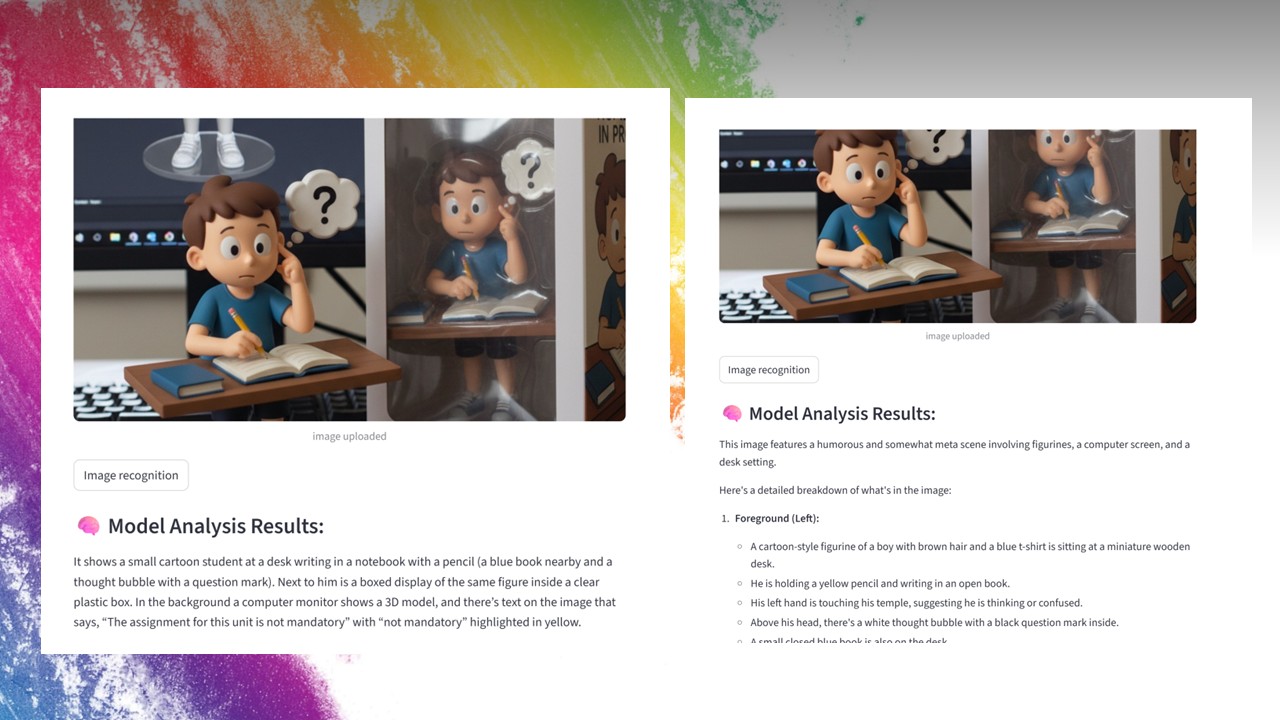 ?
?
IN PR
image uploaded
Image recognition
🧠 Model Analysis Results:
It shows a small cartoon student at a desk writing in a notebook with a pencil (a blue book nearby and a
thought bubble with a question mark). Next to him is a boxed display of the same figure inside a clear
plastic box. In the background a computer monitor shows a 3D model, and there’s text on the image that
says, “The assignment for this unit is not mandatory” with “not mandatory” highlighted in yellow.
?
?
image uploaded
Image recognition
🧠 Model Analysis Results:
This image features a humorous and somewhat meta scene involving figurines, a computer screen, and a
desk setting.
Here's a detailed breakdown of what's in the image:
1. Foreground (Left):
○ A cartoon-style figurine of a boy with brown hair and a blue t-shirt is sitting at a miniature wooden
desk.
○ He is holding a yellow pencil and writing in an open book.
○ His left hand is touching his temple, suggesting he is thinking or confused.
○ Above his head, there's a white thought bubble with a black question mark inside.
○ A small closed blue book is also on the desk.